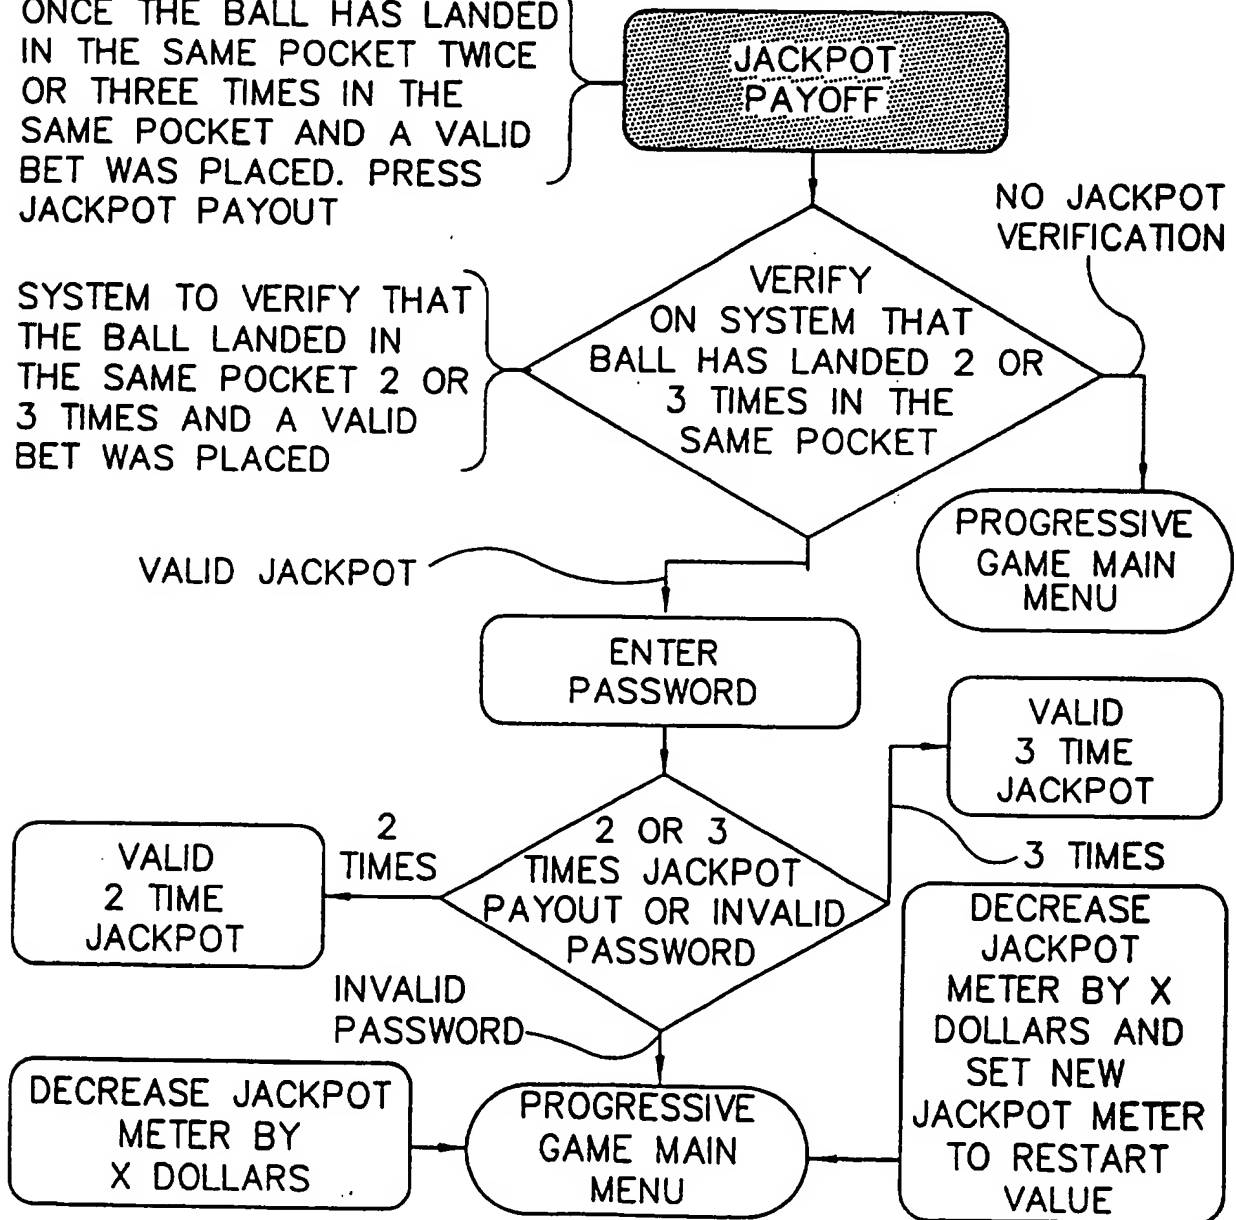 ONCE THE BALL HAS LANDED
IN THE SAME POCKET TWICE
OR THREE TIMES IN THE
SAME POCKET AND A VALID
BET WAS PLACED. PRESS
JACKPOT PAYOUT
JACKPOT
PAYOFF
NO JACKPOT
VERIFICATION
SYSTEM TO VERIFY THAT
THE BALL LANDED IN
THE SAME POCKET 2 OR
3 TIMES AND A VALID
BET WAS PLACED
VERIFY
ON SYSTEM THAT
BALL HAS LANDED 2 OR
3 TIMES IN THE
SAME POCKET
PROGRESSIVE
GAME MAIN
MENU
VALID JACKPOT
ENTER
PASSWORD
VALID
3 TIME
JACKPOT
3 TIMES
2 OR 3
TIMES JACKPOT
PAYOUT OR INVALID
PASSWORD
2
TIMES
VALID
2 TIME
JACKPOT
INVALID
PASSWORD
DECREASE JACKPOT
METER BY
X DOLLARS
PROGRESSIVE
GAME MAIN
MENU
DECREASE
JACKPOT
METER BY X
DOLLARS AND
SET NEW
JACKPOT METER
TO RESTART
VALUE